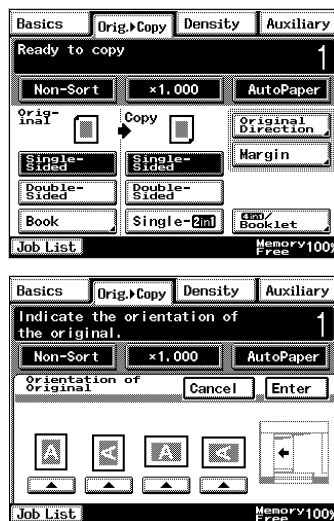 Basics Orig.▸Copy Density Auxiliary
Ready to copy 1
Non-Sort ×1.000 AutoPaper
Orig-
inal Copy Original
Direction
Single-
Sided Single-
Sided Margin
Double-
Sided Double-
Sided
Book Single-2in1 4in1/
Booklet
Job List Memory
Free 100%
Basics Orig.▸Copy Density Auxiliary
Indicate the orientation of
the original. 1
Non-Sort ×1.000 AutoPaper
Orientation of
Original Cancel Enter
A A A A
Job List Memory
Free 100%